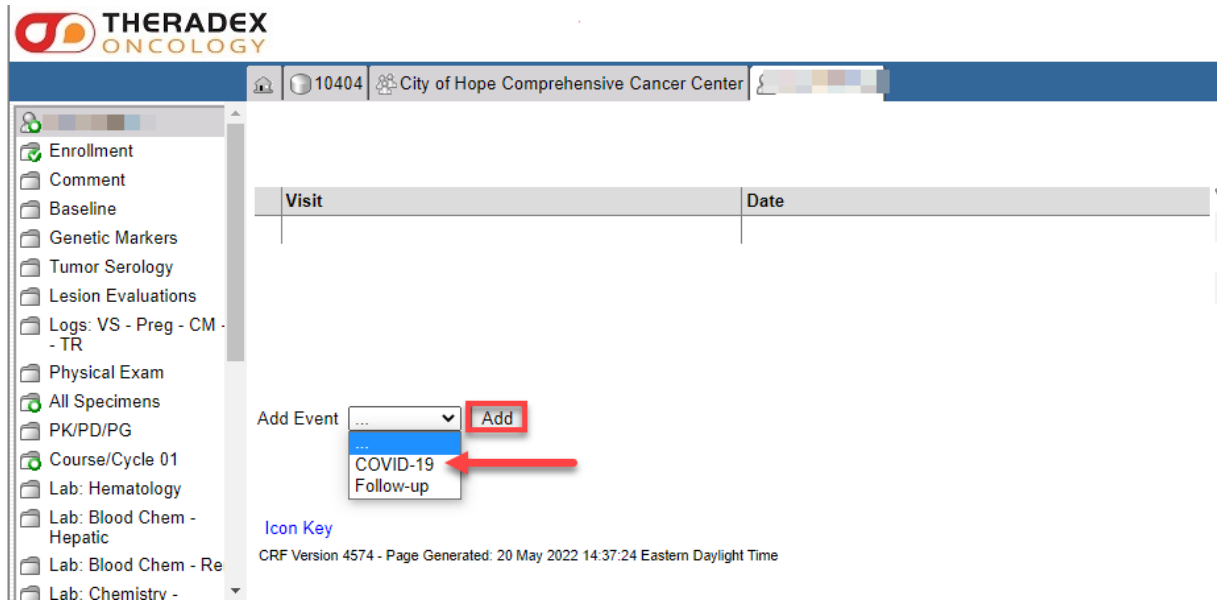 THERADEX
ONCOLOGY
10404
City of Hope Comprehensive Cancer Center
Enrollment
Comment
Baseline
Genetic Markers
Tumor Serology
Lesion Evaluations
Logs: VS - Preg - CM -
- TR
Physical Exam
All Specimens
PK/PD/PG
Course/Cycle 01
Lab: Hematology
Lab: Blood Chem -
Hepatic
Lab: Blood Chem - Re
Lab: Chemistry -
Visit
Date
Add Event
...
Add
...
COVID-19
Follow-up
Icon Key
CRF Version 4574 - Page Generated: 20 May 2022 14:37:24 Eastern Daylight Time